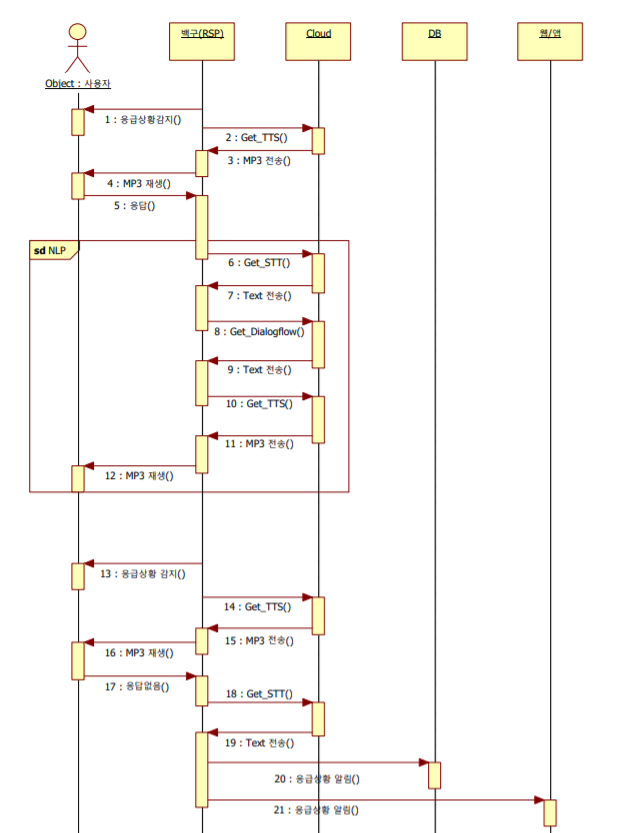 백구(RSP)
Cloud
DB
웹/앱
Object : 사용자
1 : 응급상황감지()
2 : Get_TTS()
3 : MP3 전송()
4 : MP3 재생()
5 : 응답()
sd NLP
6 : Get_STT()
7 : Text 전송()
8 : Get_Dialogflow()
9 : Text 전송()
10 : Get_TTS()
11 : MP3 전송()
12 : MP3 재생()
13 : 응급상황 감지()
14 : Get_TTS()
15 : MP3 전송()
16 : MP3 재생()
17 : 응답없음()
18 : Get_STT()
19 : Text 전송()
20 : 응급상황 알림()
21 : 응급상황 알림()